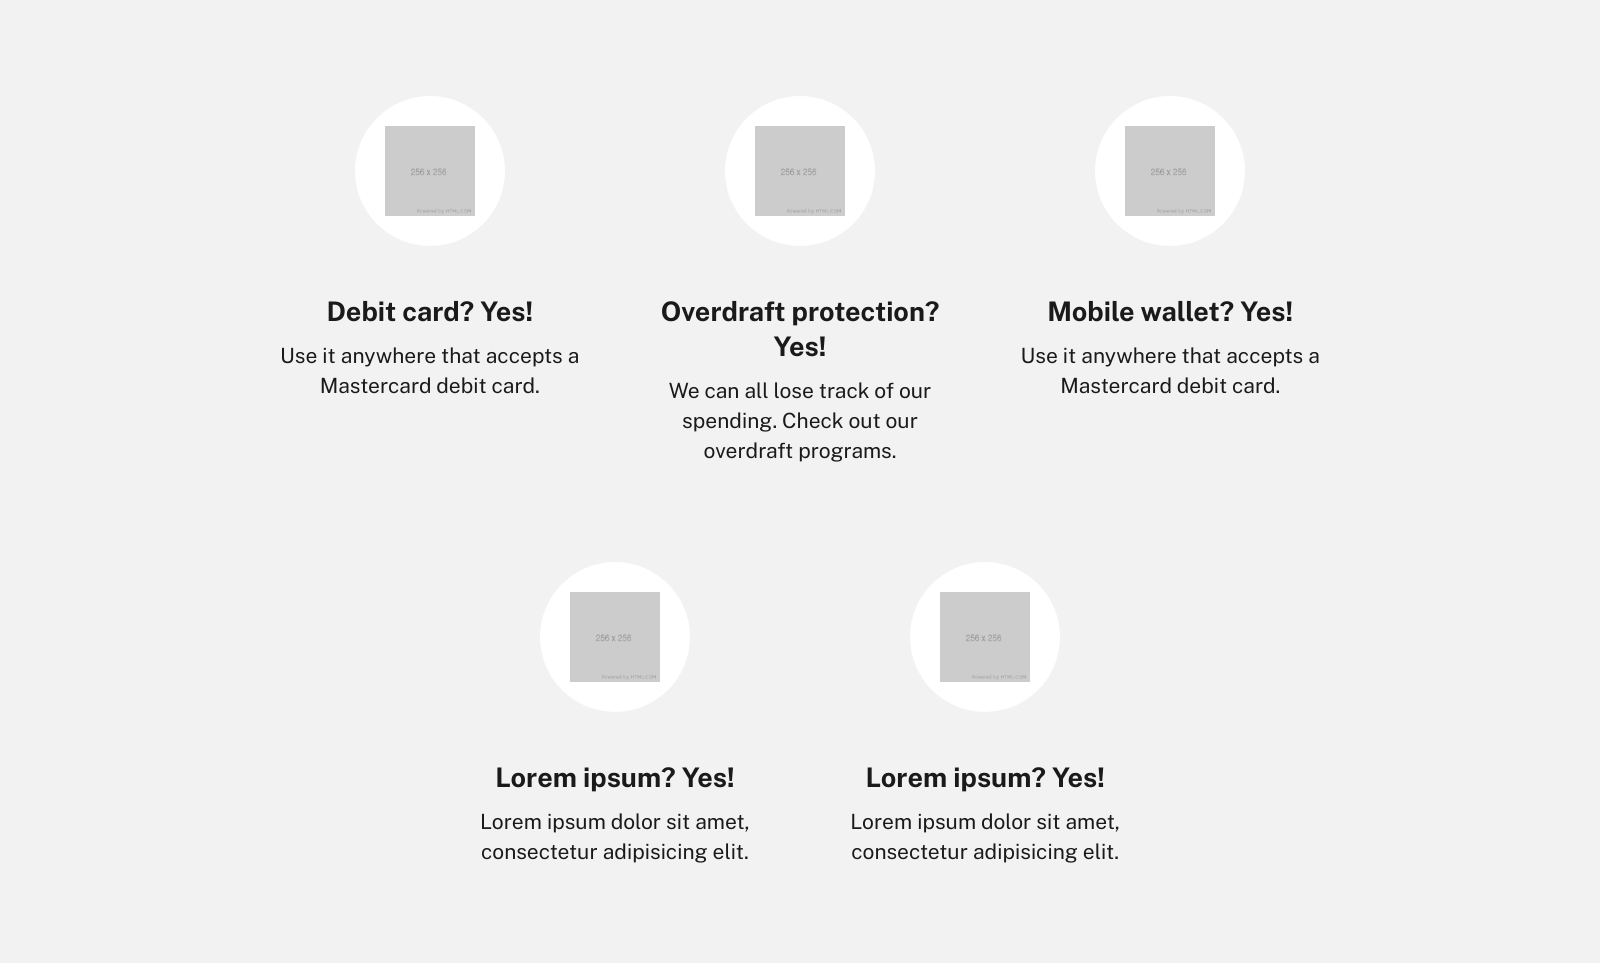 256 x 256
Powered by HTML.COM
256 x 256
Powered by HTML.COM
256 x 256
Powered by HTML.COM
Debit card? Yes!
Use it anywhere that accepts a
Mastercard debit card.
Overdraft protection?
Yes!
We can all lose track of our
spending. Check out our
overdraft programs.
Mobile wallet? Yes!
Use it anywhere that accepts a
Mastercard debit card.
256 x 256
Powered by HTML.COM
256 x 256
Powered by HTML.COM
Lorem ipsum? Yes!
Lorem ipsum dolor sit amet,
consectetur adipisicing elit.
Lorem ipsum? Yes!
Lorem ipsum dolor sit amet,
consectetur adipisicing elit.